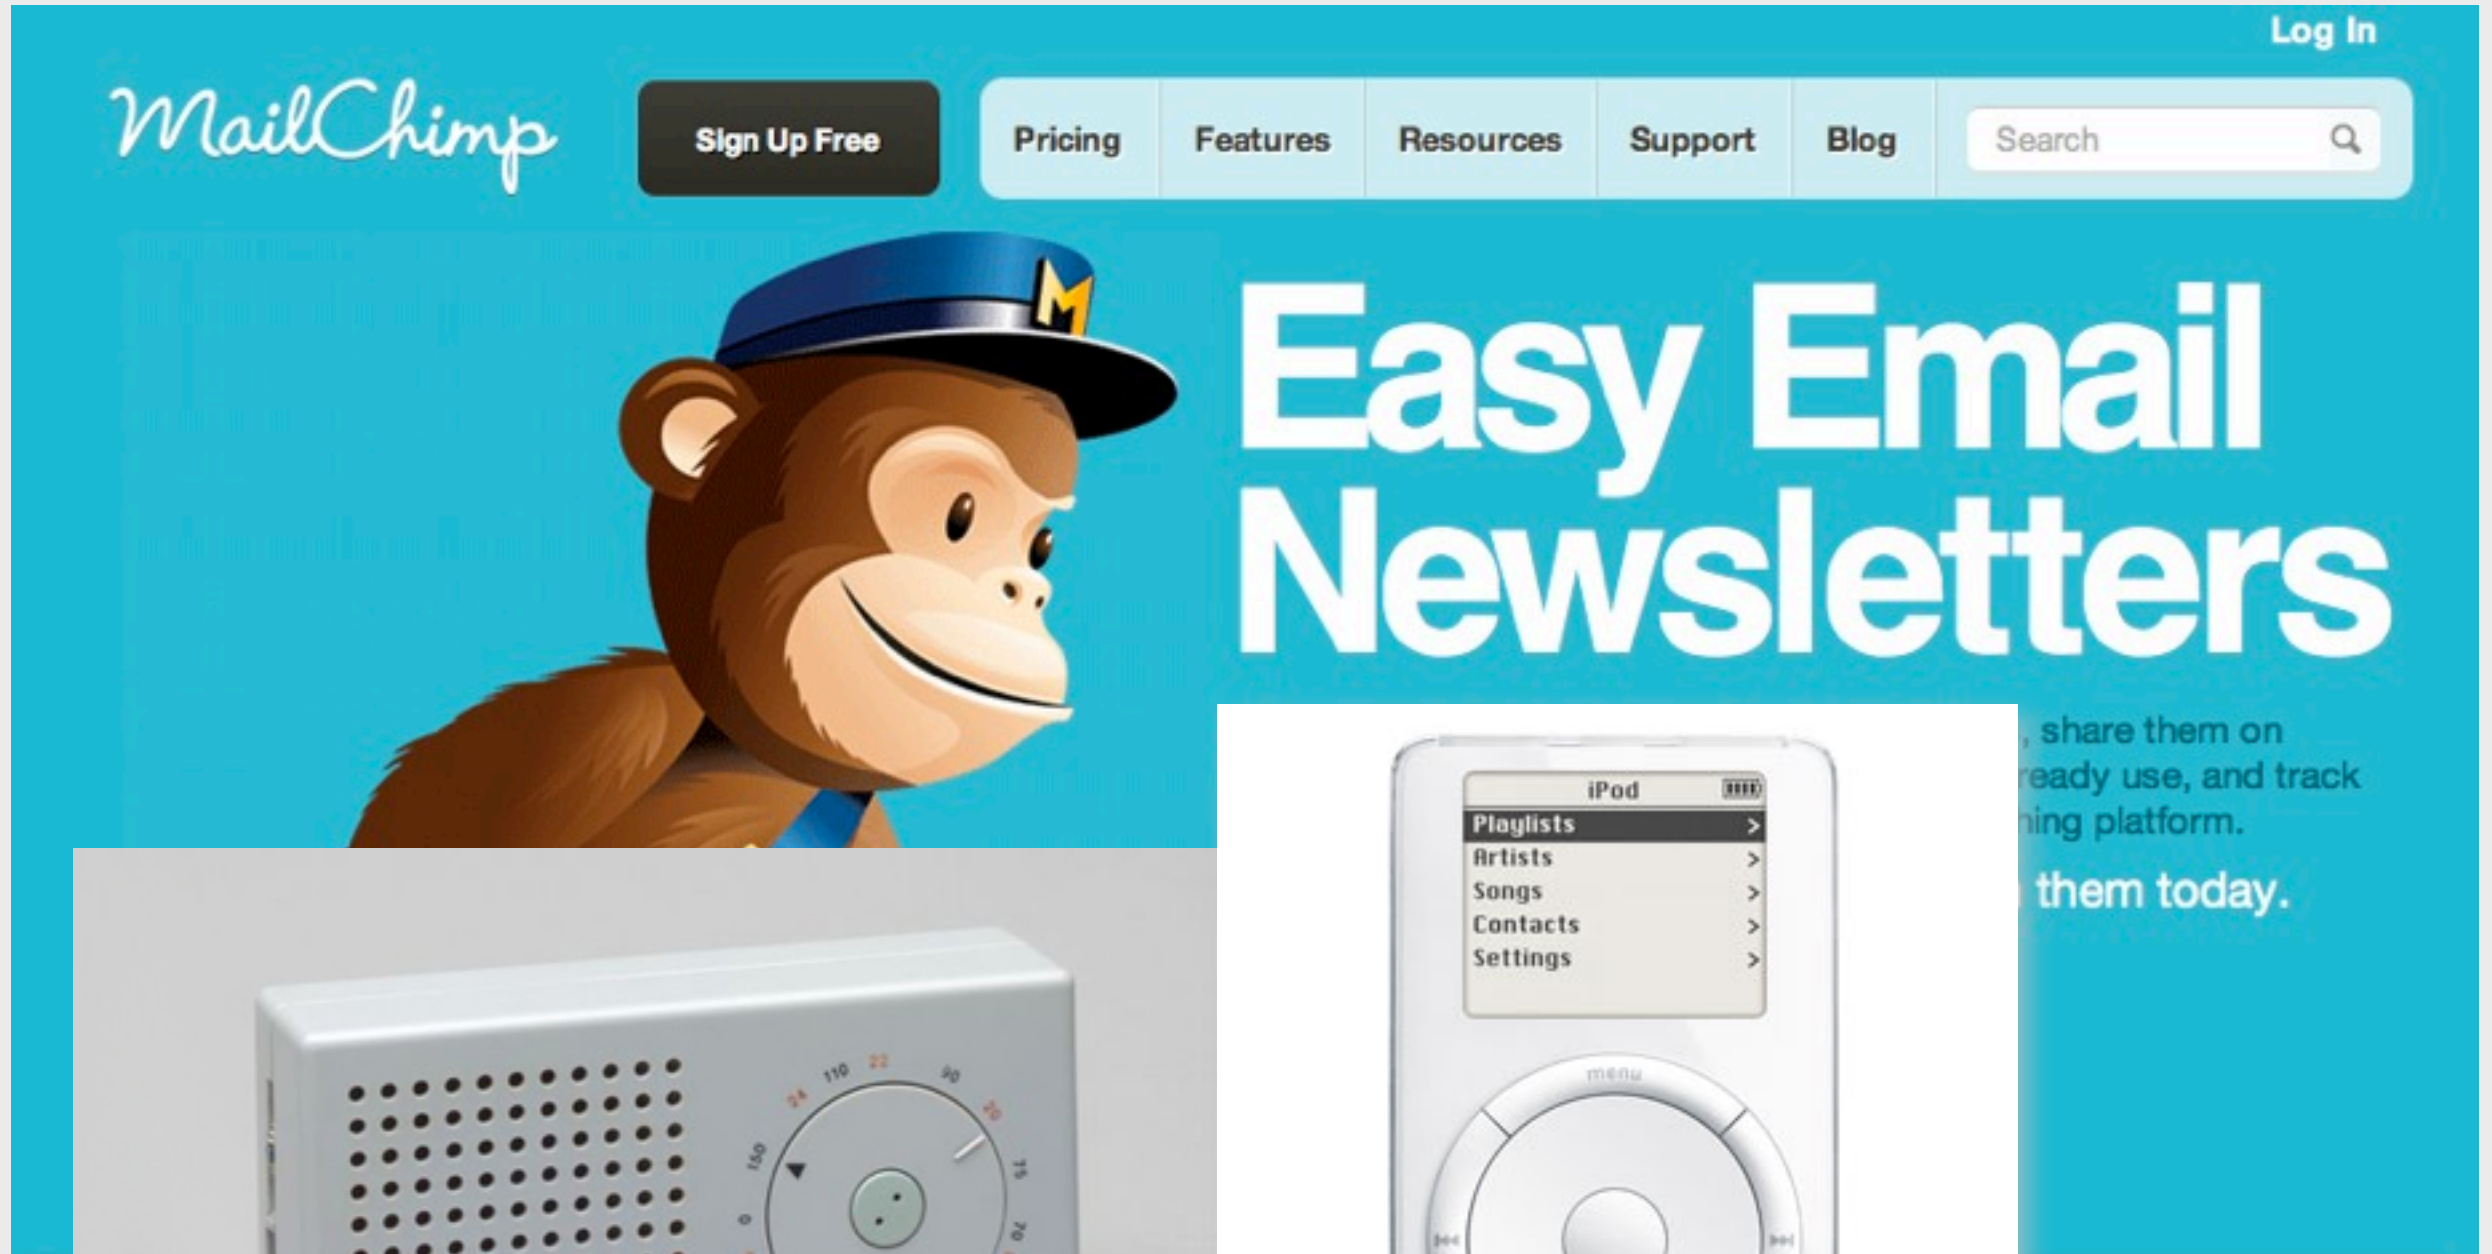 Log In
MailChimp
Sign Up Free
Pricing
Features
Resources
Support
Blog
Search
M
Easy Email
Newsletters
, share them on
ready use, and track
ning platform.
them today.
iPod
Playlists >
Artists >
Songs >
Contacts >
Settings >
menu
24 110 22 90 20
150 75
0 70